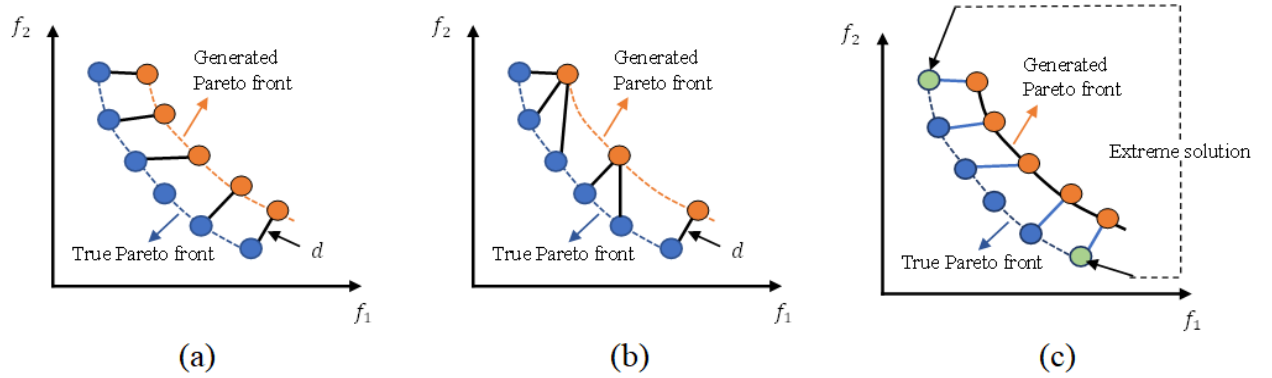 f₂
Generated
Pareto front
True Pareto front
d
f₁
(a)
f₂
Generated
Pareto front
True Pareto front
d
f₁
(b)
f₂
Generated
Pareto front
Extreme solution
True Pareto front
f₁
(c)